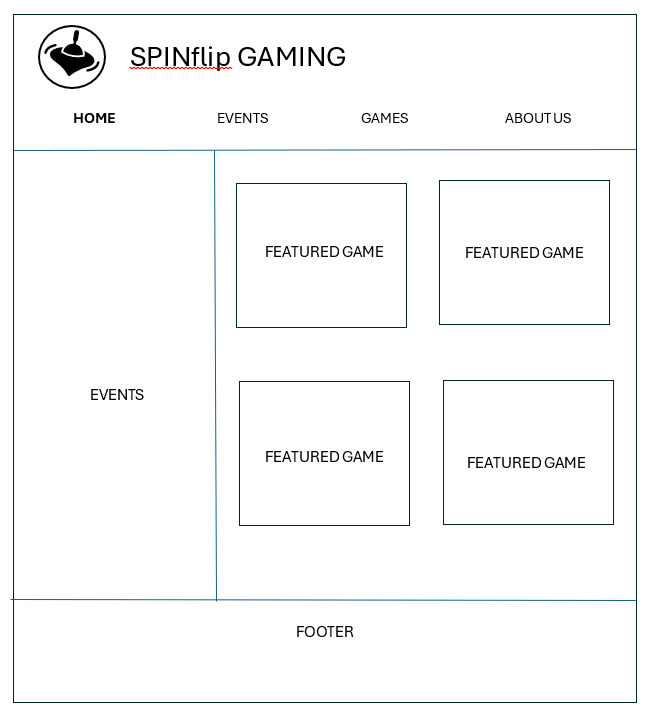 SPINflip GAMING
HOME EVENTS GAMES ABOUT US
FEATURED GAME FEATURED GAME
EVENTS
FEATURED GAME FEATURED GAME
FOOTER